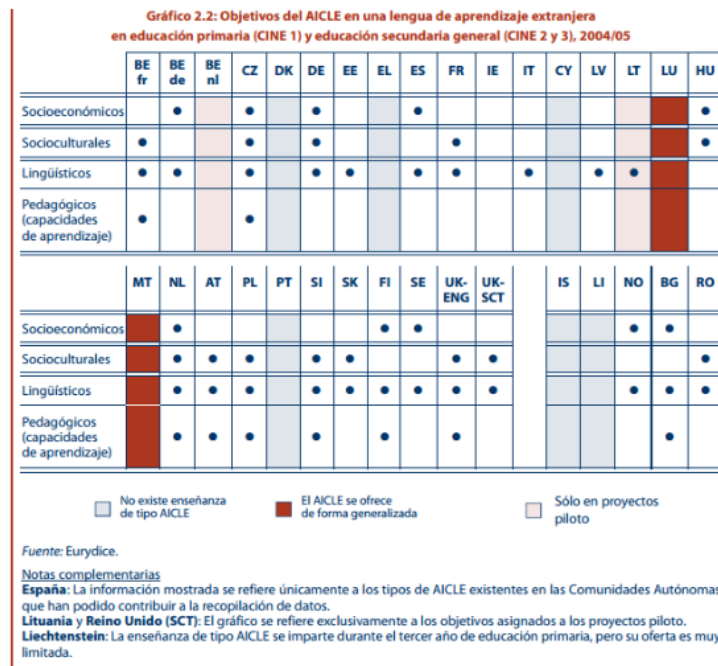 Gráfico 2.2: Objetivos del AICLE en una lengua de aprendizaje extranjera
en educación primaria (CINE 1) y educación secundaria general (CINE 2 y 3), 2004/05
BE fr BE de BE nl CZ DK DE EE EL ES FR IE IT CY LV LT LU HU
Socioeconómicos ● ● ● ● ●
Socioculturales ● ● ● ● ●
Lingüísticos ● ● ● ● ● ● ● ● ● ●
Pedagógicos
(capacidades
de aprendizaje) ● ●
MT NL AT PL PT SI SK FI SE UK-ENG UK-SCT IS LI NO BG RO
Socioeconómicos ● ● ● ● ●
Socioculturales ● ● ● ● ● ● ● ●
Lingüísticos ● ● ● ● ● ● ● ● ● ● ● ●
Pedagógicos
(capacidades
de aprendizaje) ● ● ● ● ● ● ●
No existe enseñanza
de tipo AICLE
El AICLE se ofrece
de forma generalizada
Sólo en proyectos
piloto
Fuente: Eurydice.
Notas complementarias
España: La información mostrada se refiere únicamente a los tipos de AICLE existentes en las Comunidades Autónomas
que han podido contribuir a la recopilación de datos.
Lituania y Reino Unido (SCT): El gráfico se refiere exclusivamente a los objetivos asignados a los proyectos piloto.
Liechtenstein: La enseñanza de tipo AICLE se imparte durante el tercer año de educación primaria, pero su oferta es muy
limitada.